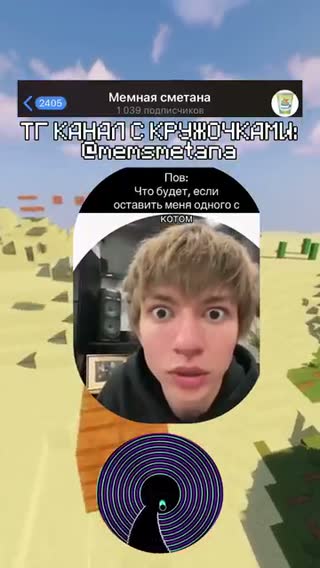 2405
Мемная сметана
1 039 подписчиков
ТГ КАНАЛ С КРУЖОЧКАМИ:
@memsmetana
Пов:
Что будет, если
оставить меня одного с
котом